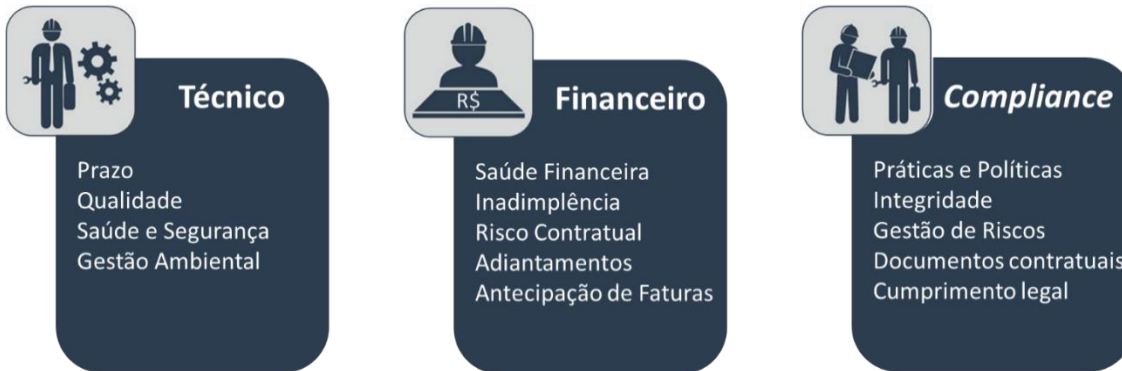 Técnico
Prazo
Qualidade
Saúde e Segurança
Gestão Ambiental
R$
Financeiro
Saúde Financeira
Inadimplência
Risco Contratual
Adiantamentos
Antecipação de Faturas
Compliance
Práticas e Políticas
Integridade
Gestão de Riscos
Documentos contratuais
Cumprimento legal